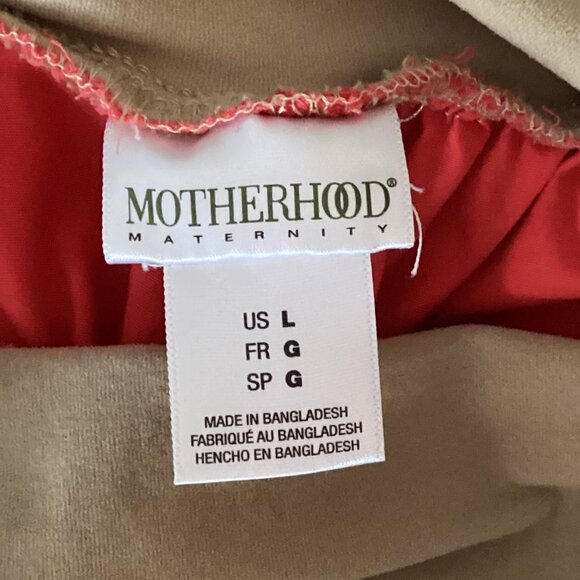 MOTHERHOOD®
MATERNITY
US L
FR G
SP G
MADE IN BANGLADESH
FABRIQUÉ AU BANGLADESH
HENCHO EN BANGLADESH